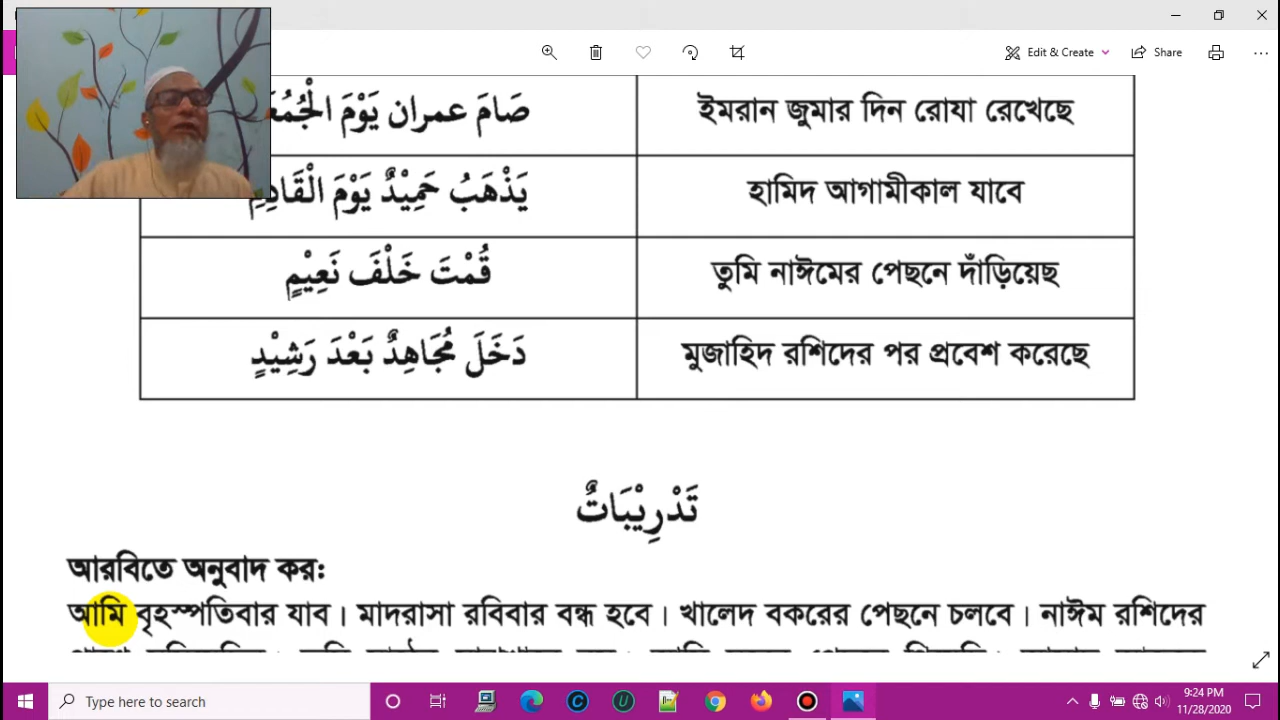 Edit & Create
Share
صَامَ عمران يَوْمَ
ইমরান জুমার দিন রোযা রেখেছে
يَذْهَبُ حَمِيْدٌ يَوْمَ الْقَادِمِ
হামিদ আগামীকাল যাবে
قُمْتَ خَلْفَ نَعِيْمٍ
তুমি নাঈমের পেছনে দাঁড়িয়েছ
دَخَلَ مُجَاهِدٌ بَعْدَ رَشِيْدٍ
মুজাহিদ রশিদের পর প্রবেশ করেছে
تَدْرِيْبَاتٌ
আরবিতে অনুবাদ কর:
আমি বৃহস্পতিবার যাব। মাদরাসা রবিবার বন্ধ হবে। খালেদ বকরের পেছনে চলবে। নাঈম রশিদের
Type here to search
9:24 PM
11/28/2020